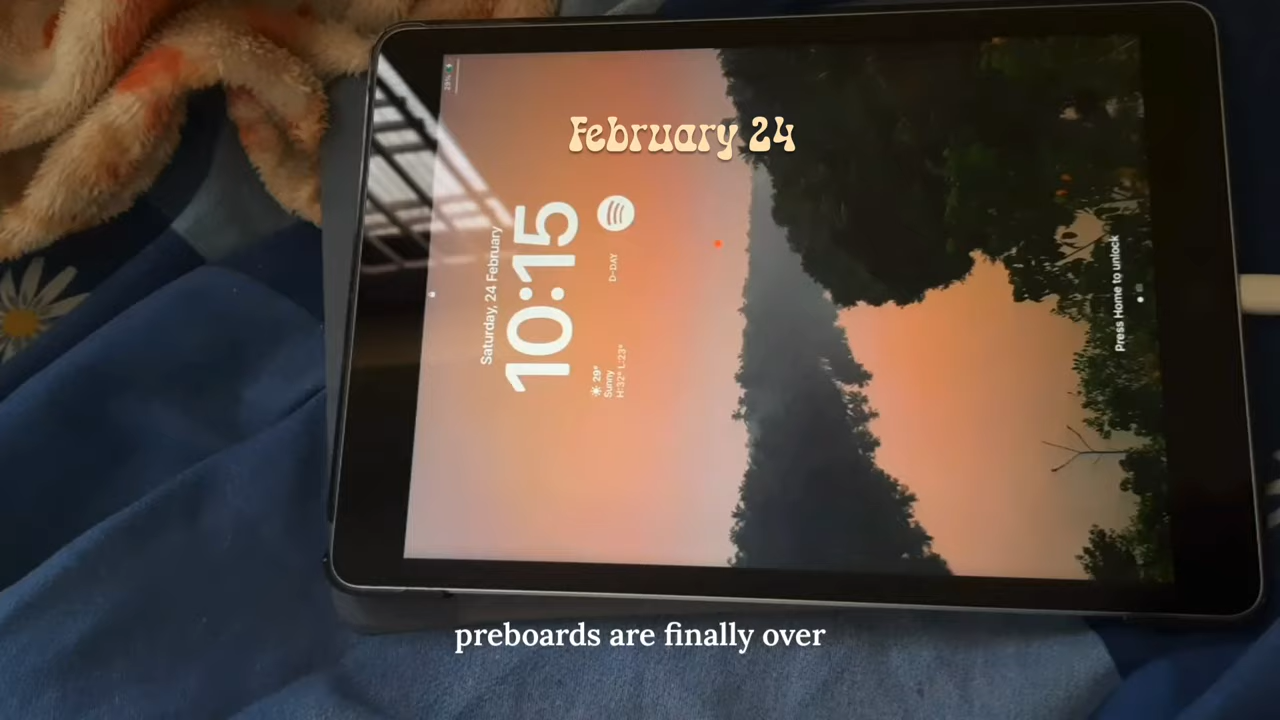 February 24
29%
Saturday, 24 February
10:15
29°
Sunny
H:32° L:23°
D-DAY
Press Home to unlock
preboards are finally over